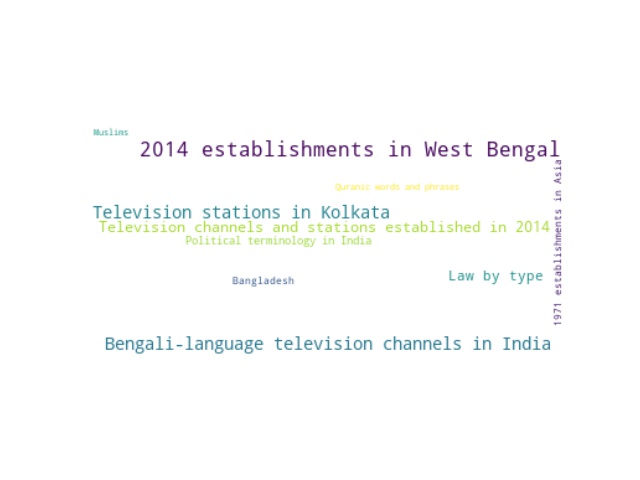 Muslims
2014 establishments in West Bengal
Quranic words and phrases
1971 establishments in Asia
Television stations in Kolkata
Television channels and stations established in 2014
Political terminology in India
Law by type
Bangladesh
Bengali-language television channels in India